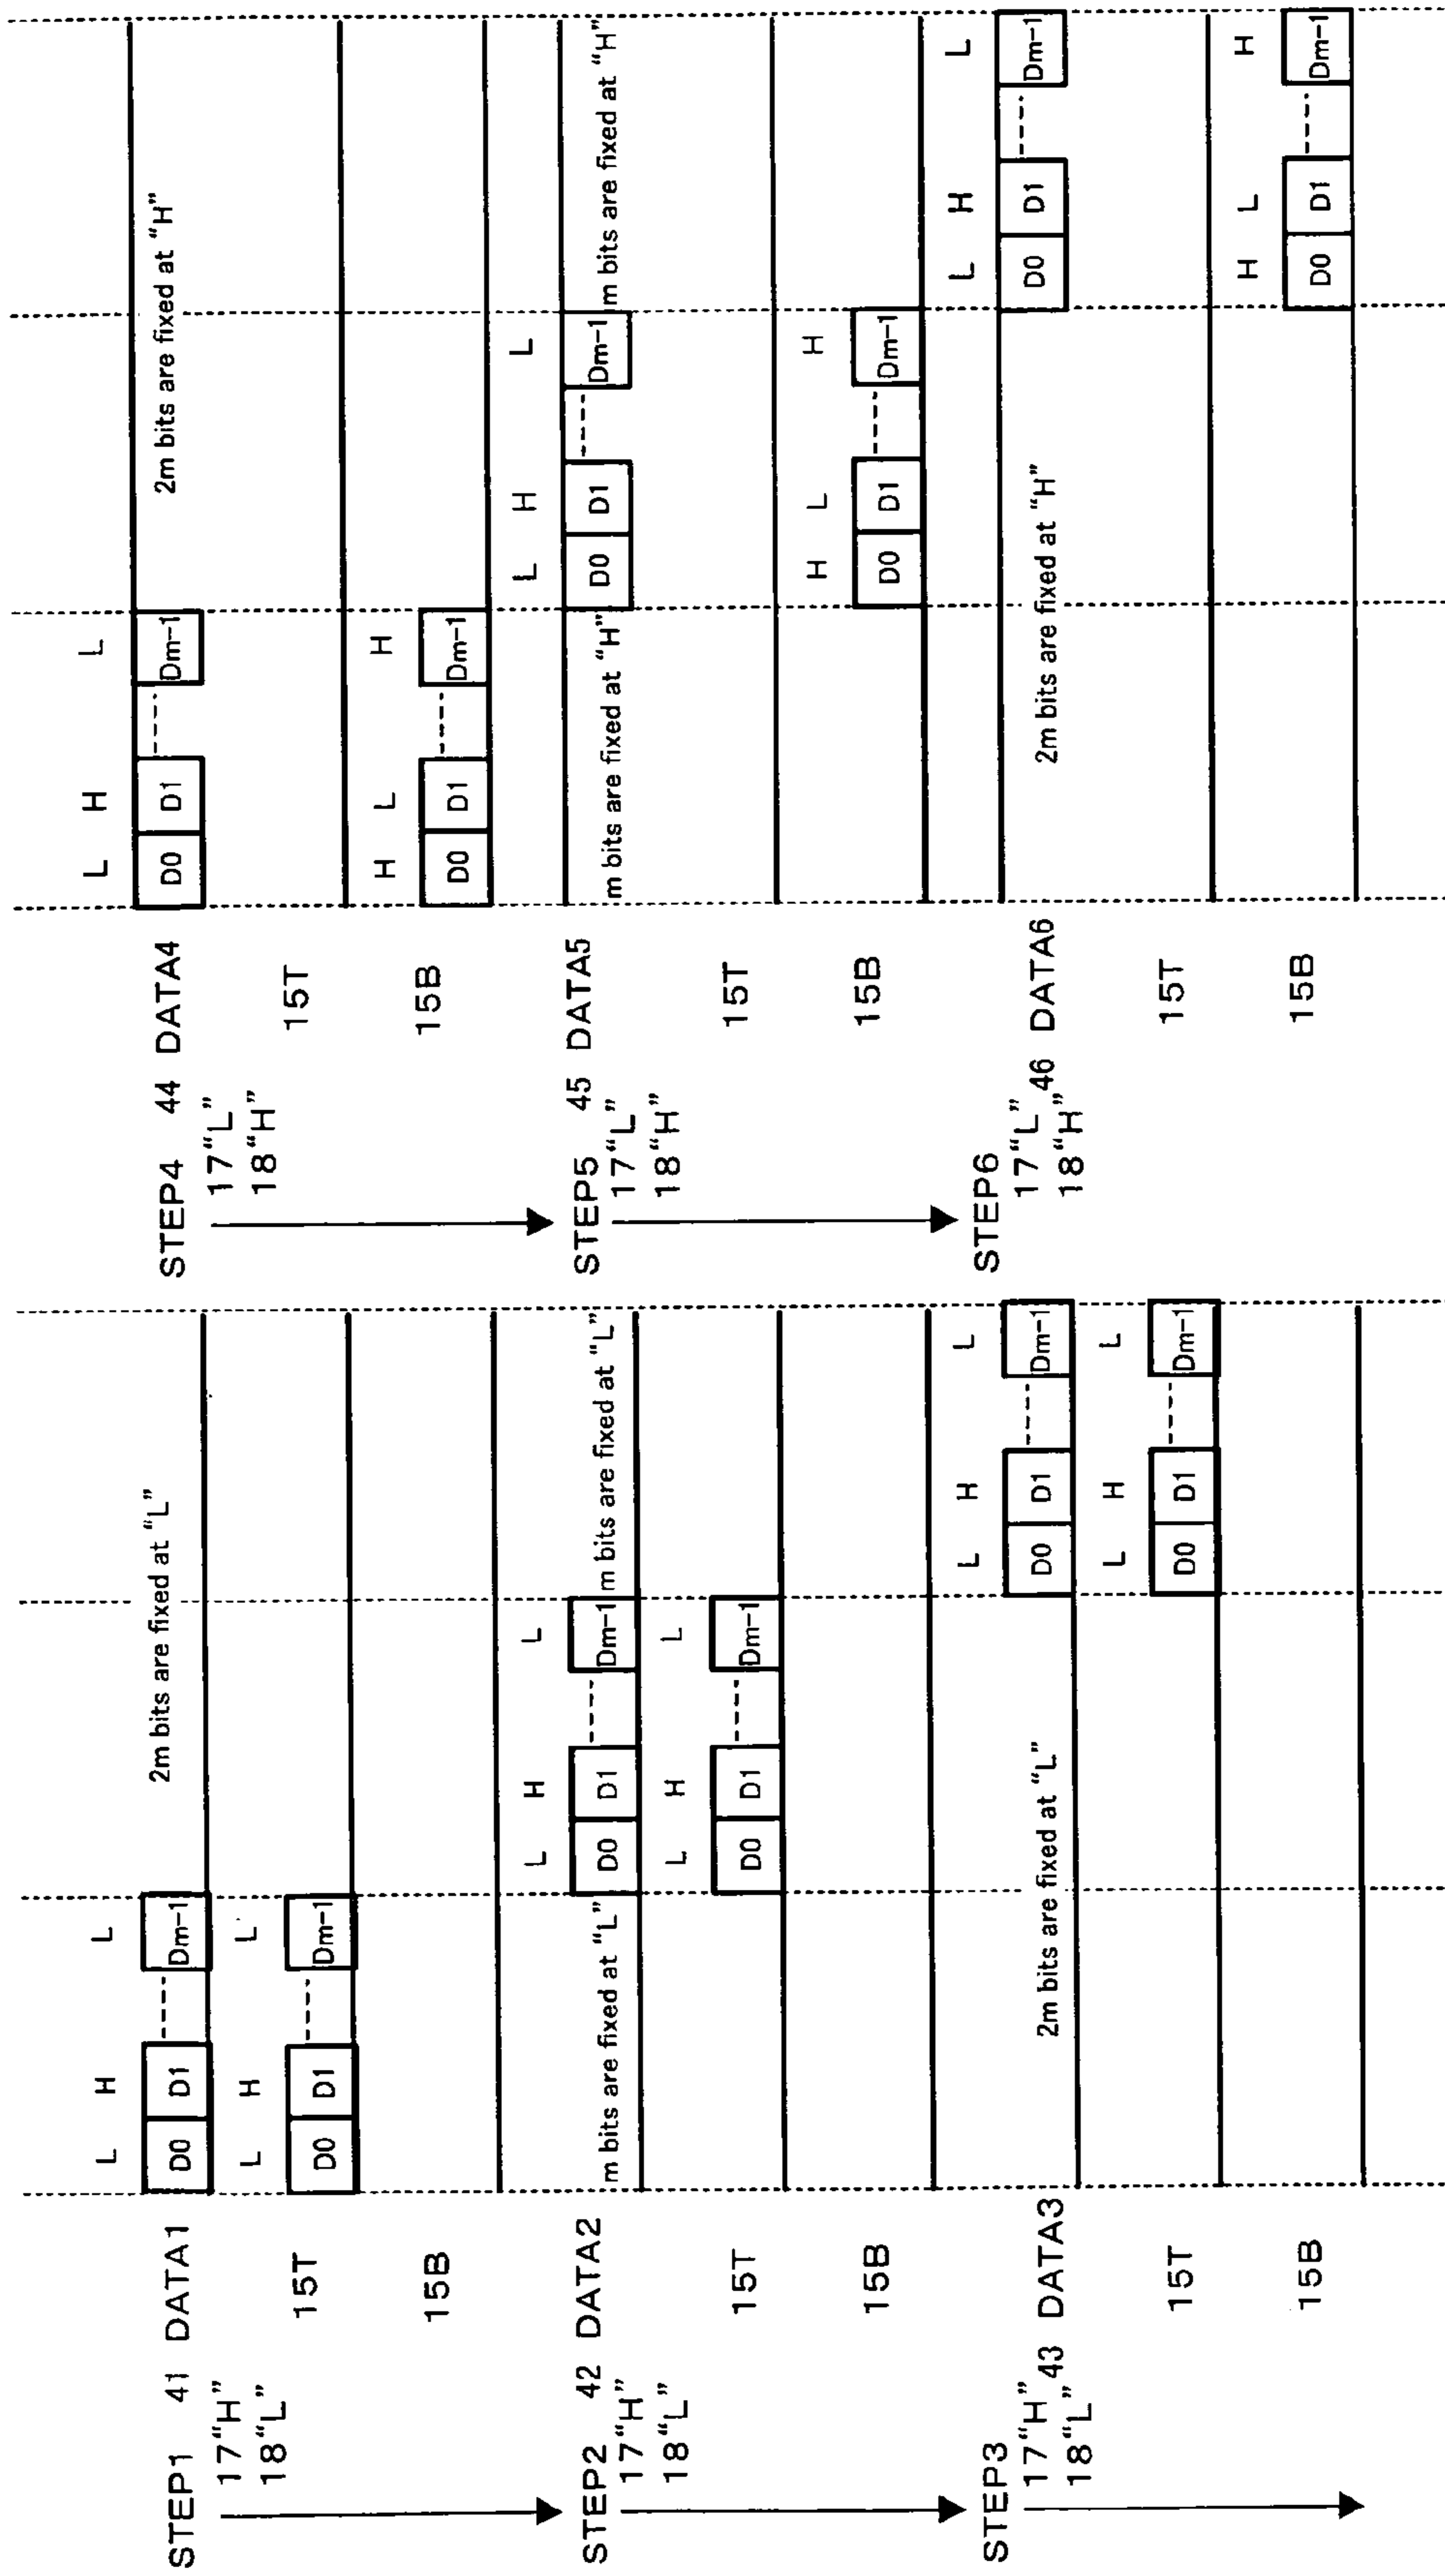 STEP1 41 DATA1
17“H”
18“L”
L H L
D0 D1 ---- Dm-1
2m bits are fixed at “L”
15T
L H L
D0 D1 ---- Dm-1
15B
STEP2 42 DATA2
17“H”
18“L”
m bits are fixed at “L”
L H L
D0 D1 ---- Dm-1
m bits are fixed at “L”
15T
L H L
D0 D1 ---- Dm-1
15B
STEP3
17“H”
18“L”
43 DATA3
2m bits are fixed at “L”
L H L
D0 D1 ---- Dm-1
15T
L H L
D0 D1 ---- Dm-1
15B
STEP4 44 DATA4
17“L”
18“H”
L H L
D0 D1 ---- Dm-1
2m bits are fixed at “H”
15T
15B
H L H
D0 D1 ---- Dm-1
STEP5 45 DATA5
17“L”
18“H”
m bits are fixed at “H”
L H L
D0 D1 ---- Dm-1
m bits are fixed at “H”
15T
15B
H L H
D0 D1 ---- Dm-1
STEP6
17“L”
18“H”
46 DATA6
2m bits are fixed at “H”
L H L
D0 D1 ---- Dm-1
15T
15B
H L H
D0 D1 ---- Dm-1